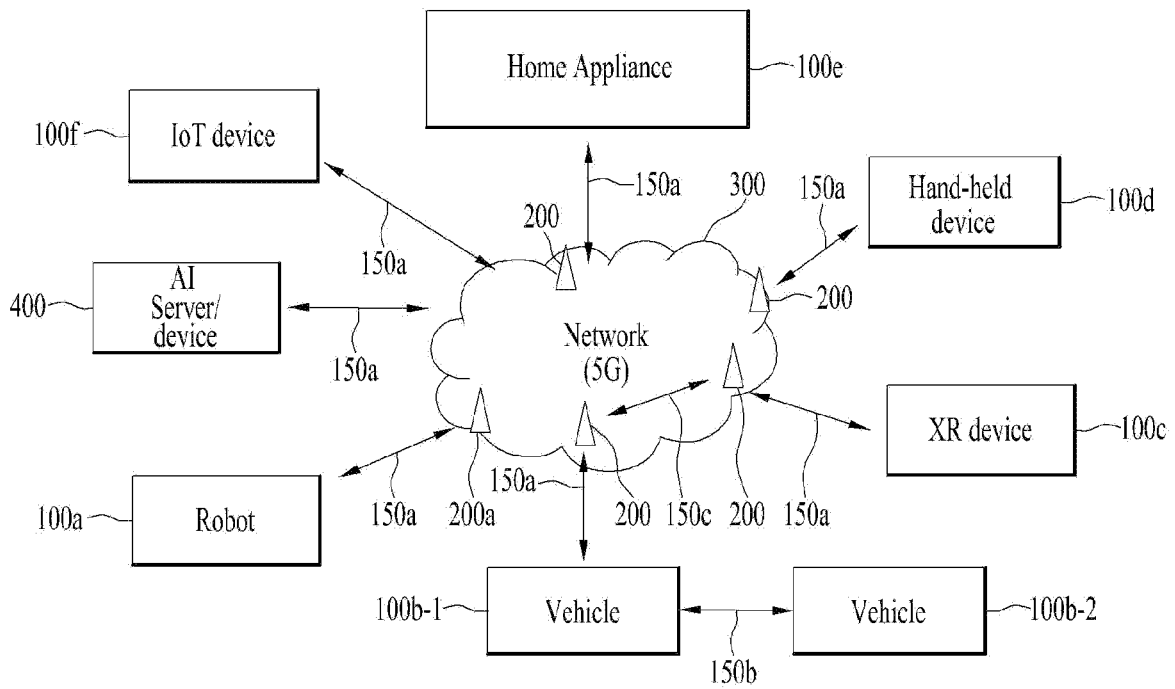 Home Appliance
100e
100f
IoT device
150a
300
150a
Hand-held
device
100d
200
150a
400
AI
Server/
device
150a
200
Network
(5G)
XR device
100c
150a
100a
Robot
150a
200a
200
150c
200
150a
100b-1
Vehicle
Vehicle
100b-2
150b